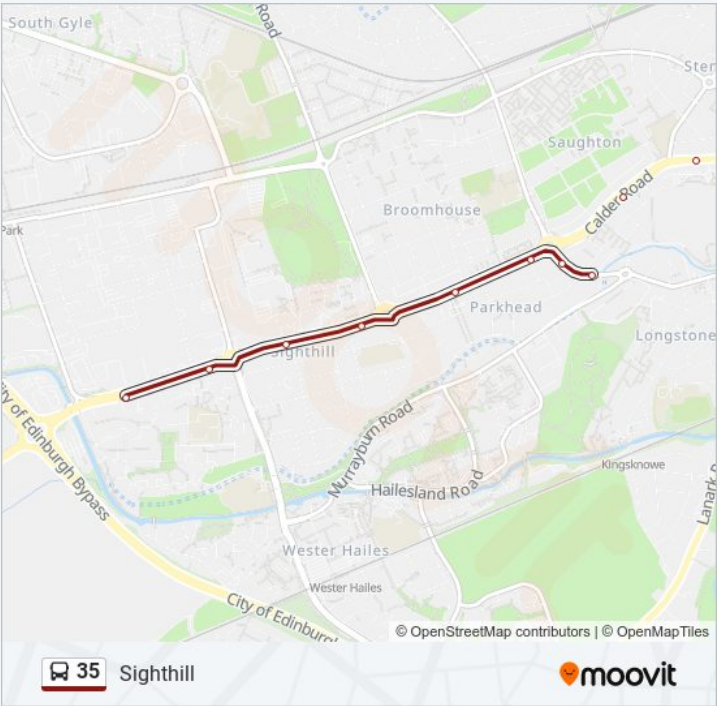 South Gyle
Road
Ster
Saughton
Calder Road
Broomhouse
Park
Parkhead
Longstone
Sighthill
City of Edinburgh Bypass
Murrayburn Road
Kingsknowe
Hailesland Road
Lanark R
Wester Hailes
Wester Hailes
City of Edinburgh
© OpenStreetMap contributors | © OpenMapTiles
35 Sighthill
moovit